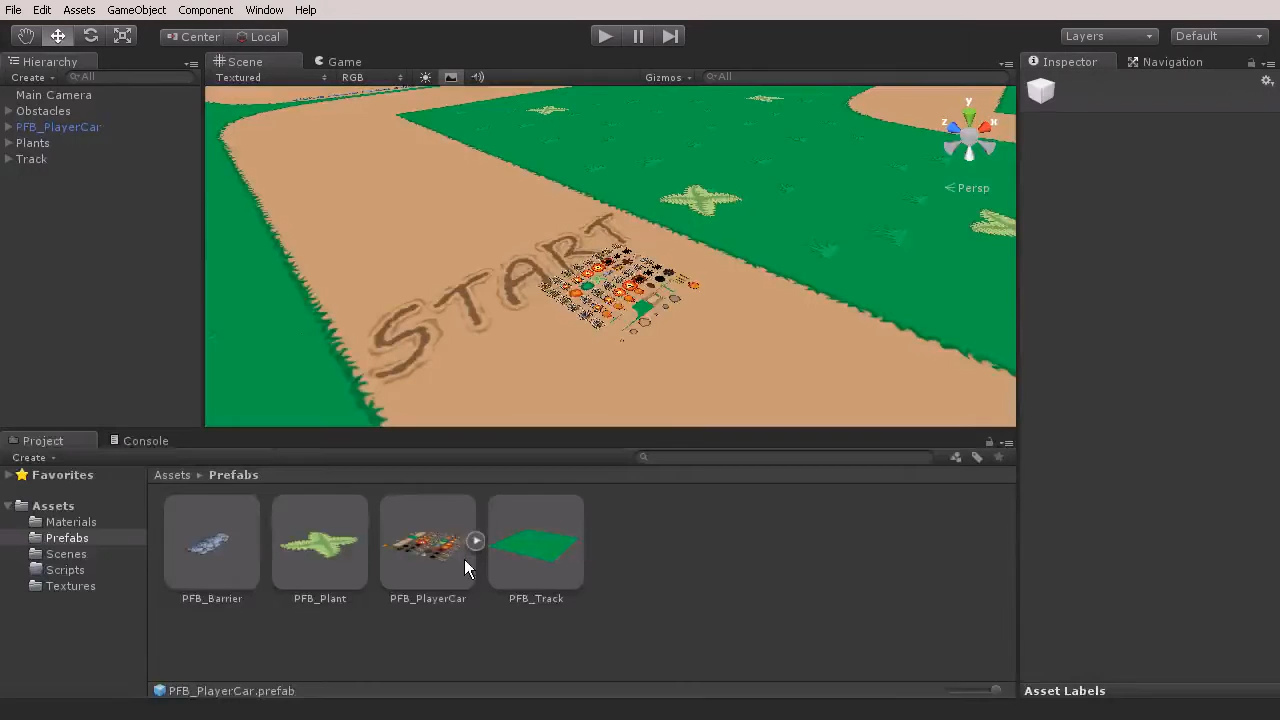 File Edit Assets GameObject Component Window Help
Center Local Layers Default
Hierarchy Scene Game Inspector Navigation
Create All Textured RGB Gizmos All
Main Camera
Obstacles
PFB_PlayerCar
Plants
Track
y
z x
Persp
START
Project Console
Create
Favorites Assets Prefabs
Assets
Materials
Prefabs
Scenes
Scripts
Textures
PFB_Barrier PFB_Plant PFB_PlayerCar PFB_Track
PFB_PlayerCar.prefab Asset Labels